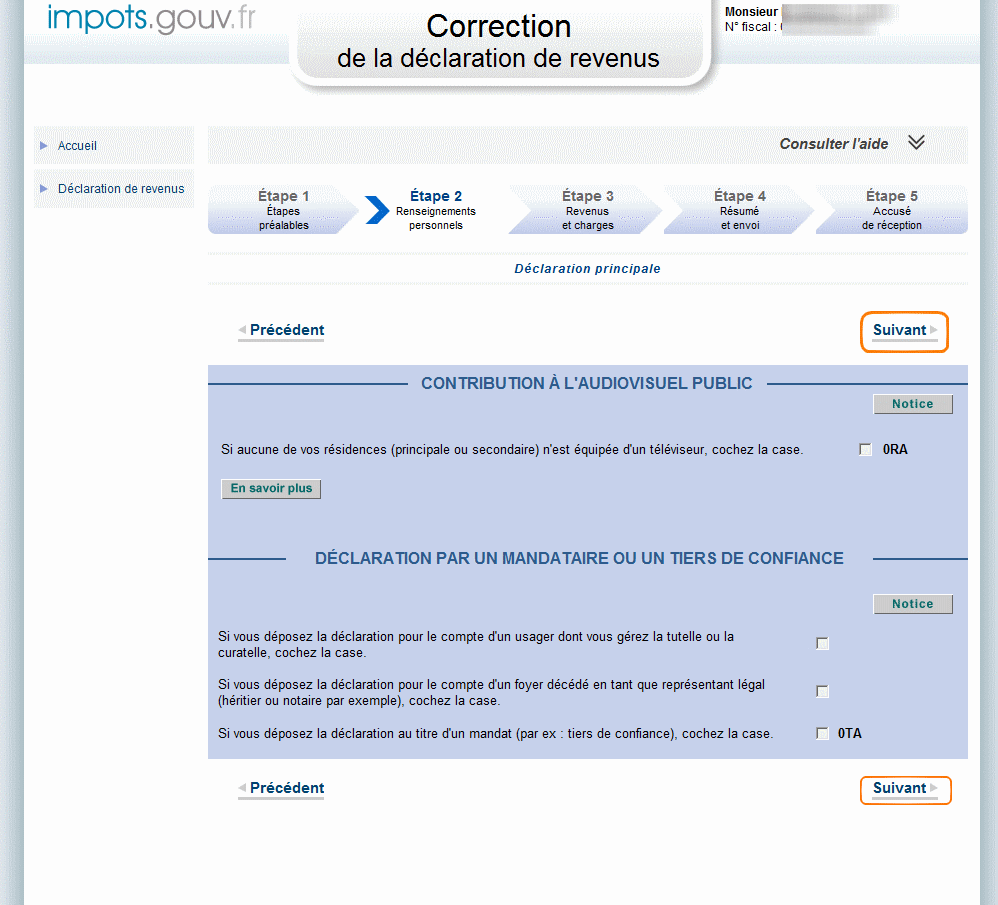 impots.gouv.fr
Correction
de la déclaration de revenus
Monsieur
N° fiscal :
Accueil
Déclaration de revenus
Consulter l'aide
Étape 1
Étapes
préalables
Étape 2
Renseignements
personnels
Étape 3
Revenus
et charges
Étape 4
Résumé
et envoi
Étape 5
Accusé
de réception
Déclaration principale
Précédent
Suivant
CONTRIBUTION À L'AUDIOVISUEL PUBLIC
Notice
Si aucune de vos résidences (principale ou secondaire) n'est équipée d'un téléviseur, cochez la case.
0RA
En savoir plus
DÉCLARATION PAR UN MANDATAIRE OU UN TIERS DE CONFIANCE
Notice
Si vous déposez la déclaration pour le compte d'un usager dont vous gérez la tutelle ou la
curatelle, cochez la case.
Si vous déposez la déclaration pour le compte d'un foyer décédé en tant que représentant légal
(héritier ou notaire par exemple), cochez la case.
Si vous déposez la déclaration au titre d'un mandat (par ex : tiers de confiance), cochez la case.
0TA
Précédent
Suivant